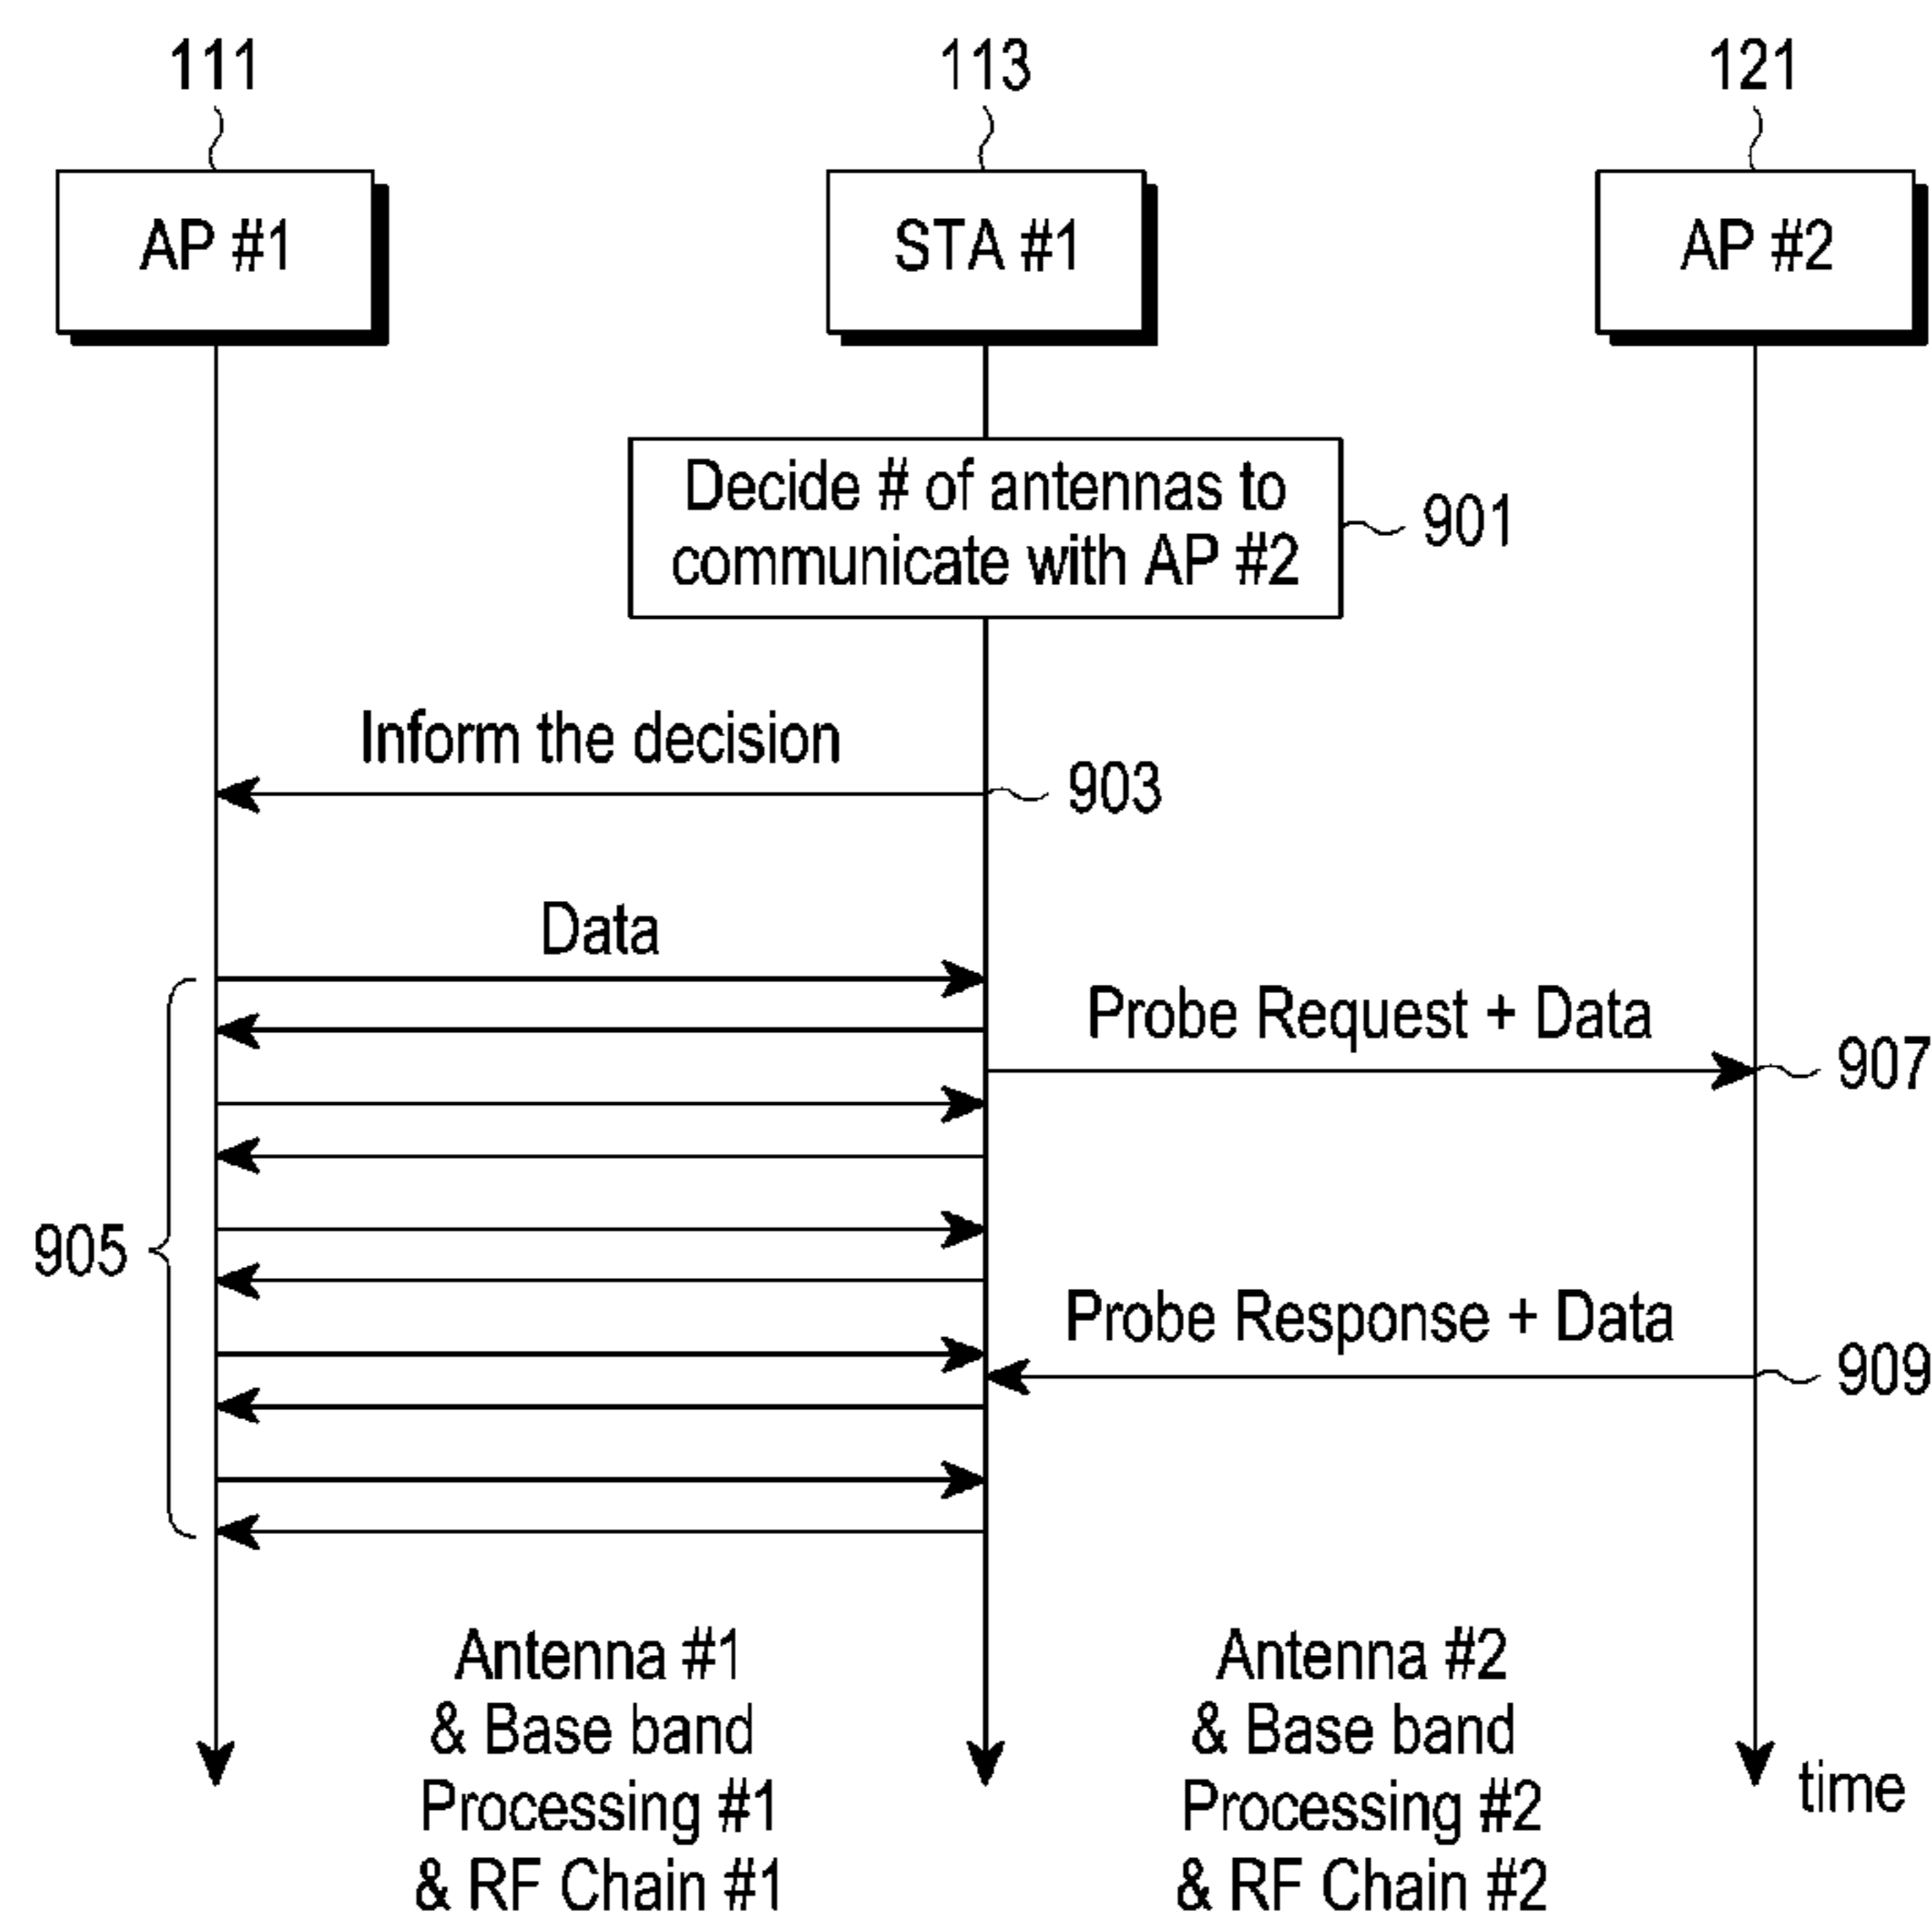 111
113
121
AP #1
STA #1
AP #2
Decide # of antennas to
communicate with AP #2
901
Inform the decision
903
Data
Probe Request + Data
907
905
Probe Response + Data
909
Antenna #1
& Base band
Processing #1
& RF Chain #1
Antenna #2
& Base band
Processing #2
& RF Chain #2
time